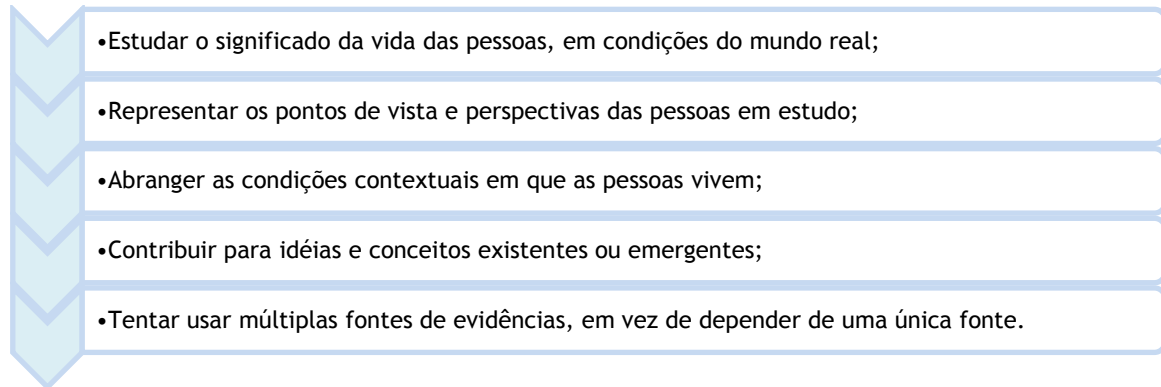 •Estudar o significado da vida das pessoas, em condições do mundo real;
•Representar os pontos de vista e perspectivas das pessoas em estudo;
•Abranger as condições contextuais em que as pessoas vivem;
•Contribuir para idéias e conceitos existentes ou emergentes;
•Tentar usar múltiplas fontes de evidências, em vez de depender de uma única fonte.